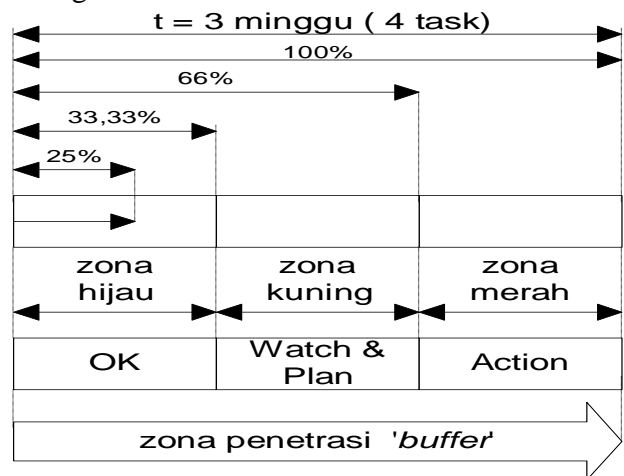 t = 3 minggu ( 4 task)
100%
66%
33,33%
25%
zona hijau
zona kuning
zona merah
OK
Watch & Plan
Action
zona penetrasi 'buffer'